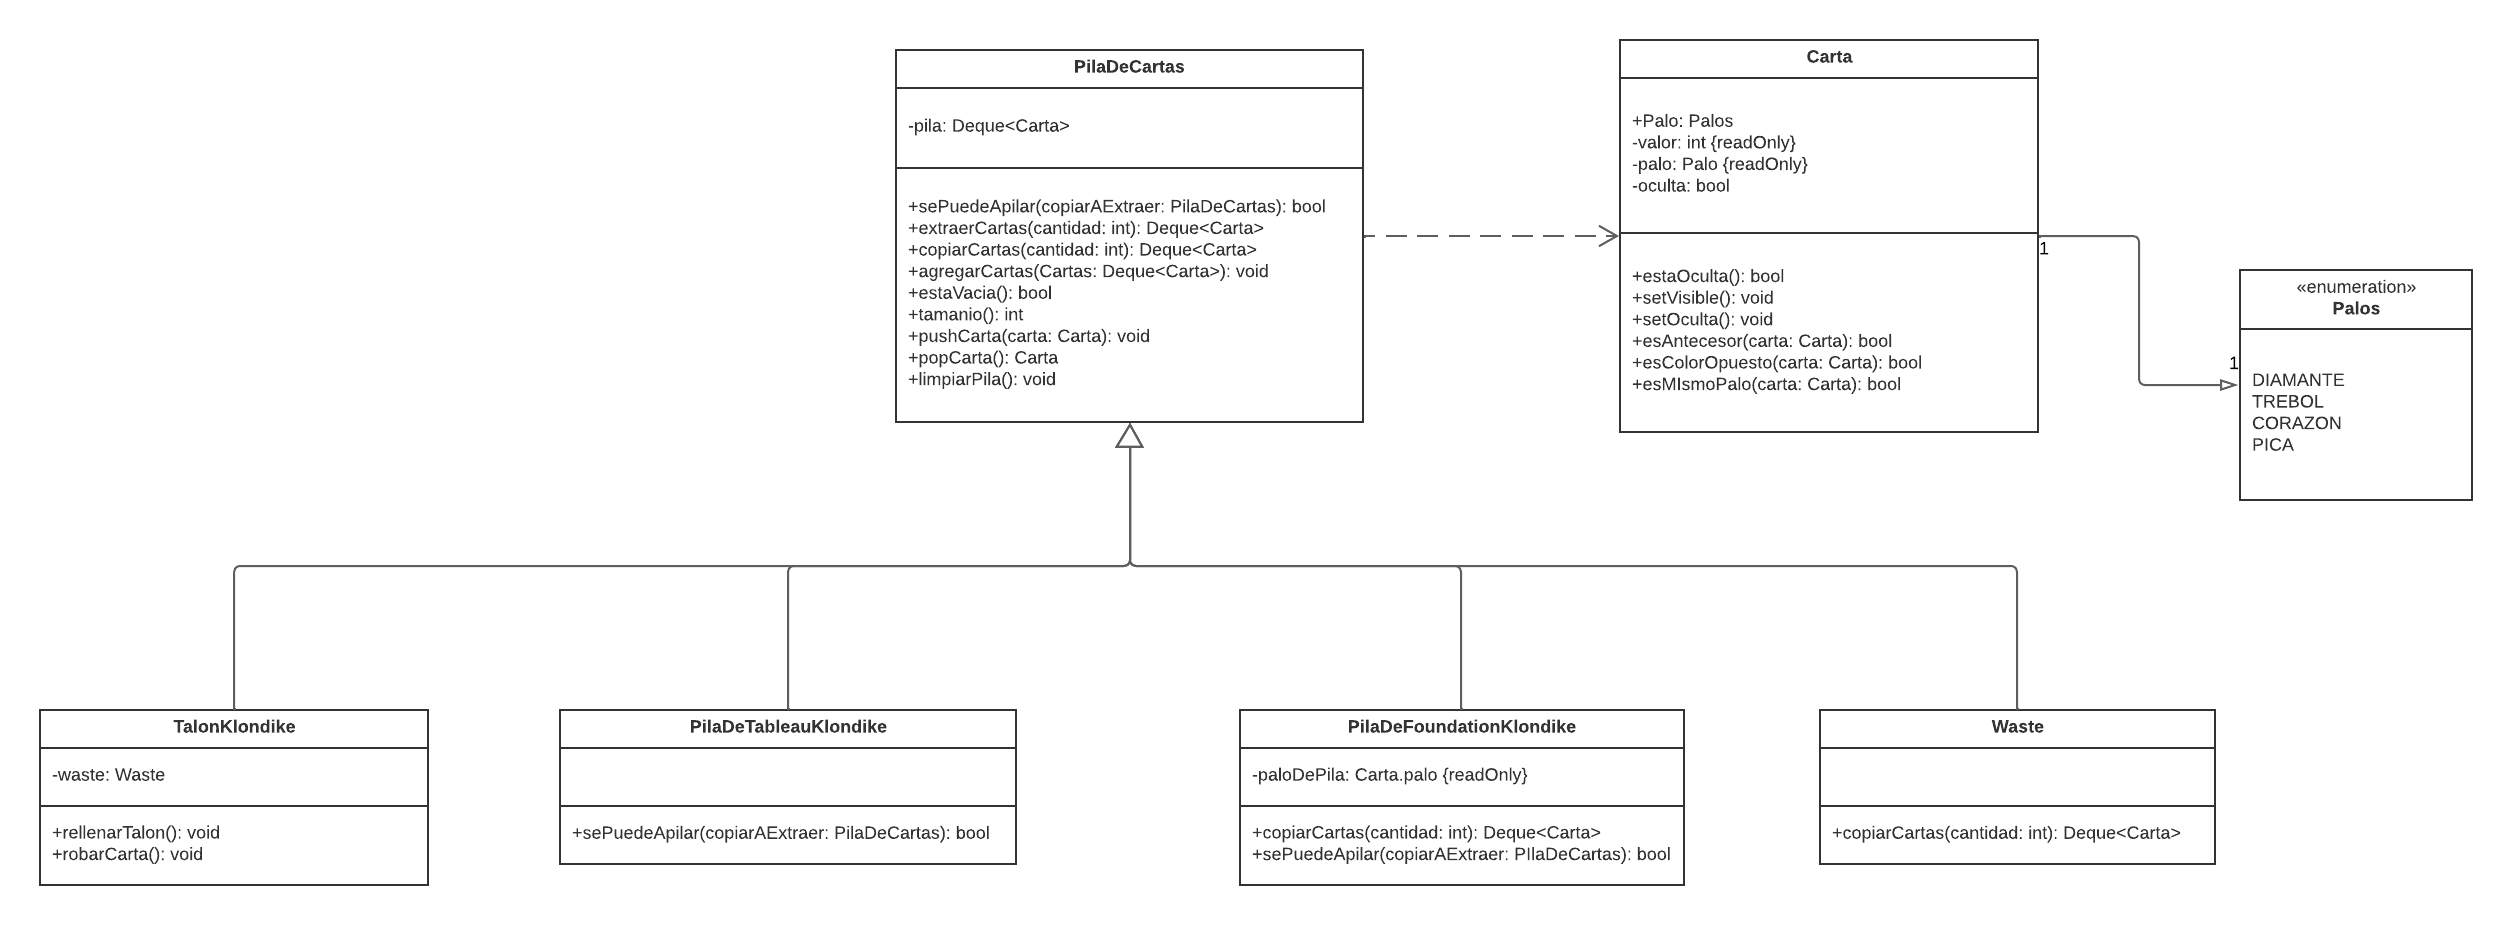 PilaDeCartas
-pila: Deque<Carta>
+sePuedeApilar(copiarAExtraer: PilaDeCartas): bool
+extraerCartas(cantidad: int): Deque<Carta>
+copiarCartas(cantidad: int): Deque<Carta>
+agregarCartas(Cartas: Deque<Carta>): void
+estaVacia(): bool
+tamanio(): int
+pushCarta(carta: Carta): void
+popCarta(): Carta
+limpiarPila(): void
Carta
+Palo: Palos
-valor: int {readOnly}
-palo: Palo {readOnly}
-oculta: bool
+estaOculta(): bool
+setVisible(): void
+setOculta(): void
+esAntecesor(carta: Carta): bool
+esColorOpuesto(carta: Carta): bool
+esMIsmoPalo(carta: Carta): bool
1
1
«enumeration»
Palos
DIAMANTE
TREBOL
CORAZON
PICA
TalonKlondike
-waste: Waste
+rellenarTalon(): void
+robarCarta(): void
PilaDeTableauKlondike
+sePuedeApilar(copiarAExtraer: PilaDeCartas): bool
PilaDeFoundationKlondike
-paloDePila: Carta.palo {readOnly}
+copiarCartas(cantidad: int): Deque<Carta>
+sePuedeApilar(copiarAExtraer: PIlaDeCartas): bool
Waste
+copiarCartas(cantidad: int): Deque<Carta>